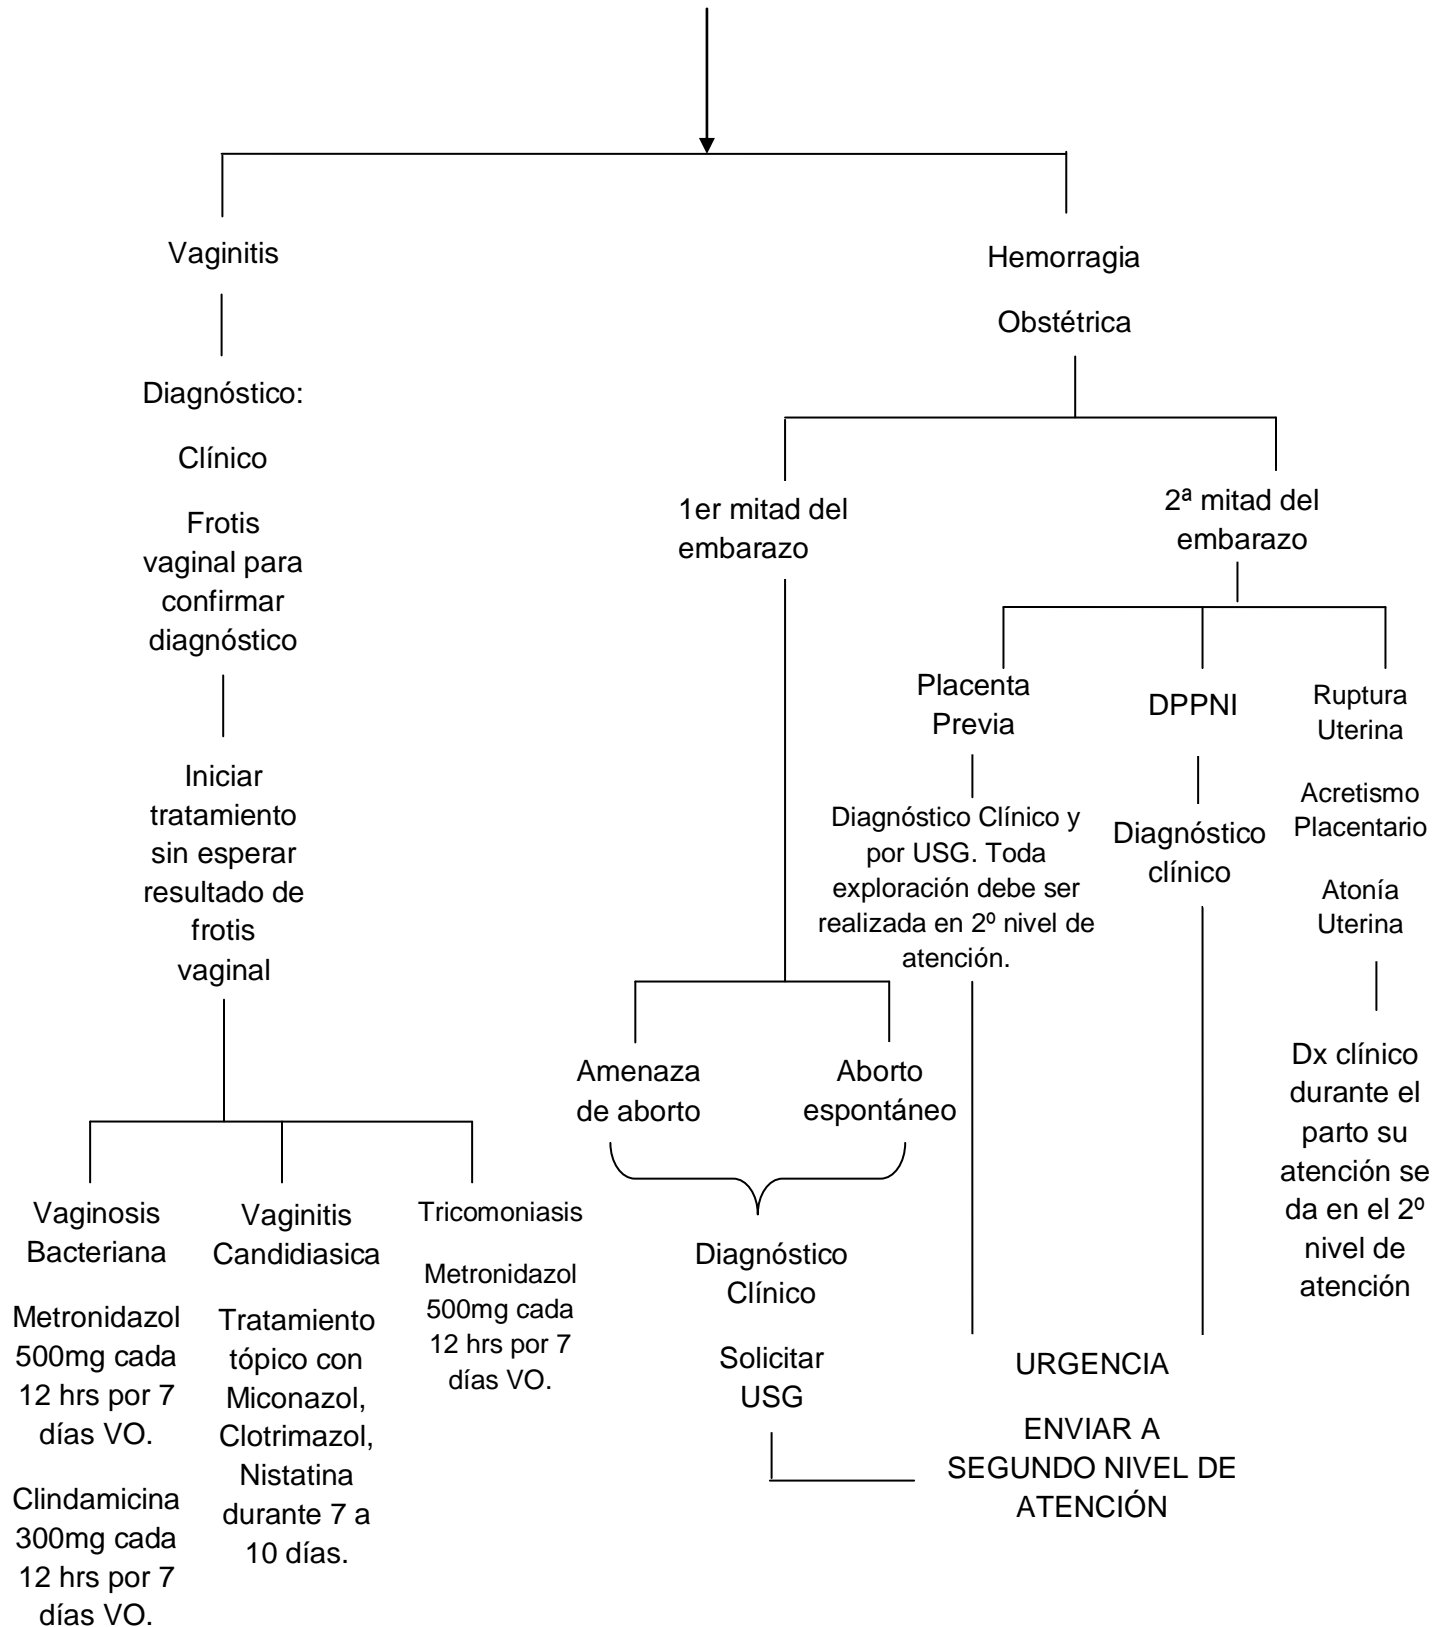 Vaginitis
Diagnóstico:
Clínico
Frotis
vaginal para
confirmar
diagnóstico
Iniciar
tratamiento
sin esperar
resultado de
frotis
vaginal
Vaginosis
Bacteriana
Metronidazol
500mg cada
12 hrs por 7
días VO.
Clindamicina
300mg cada
12 hrs por 7
días VO.
Vaginitis
Candidiasica
Tratamiento
tópico con
Miconazol,
Clotrimazol,
Nistatina
durante 7 a
10 días.
Tricomoniasis
Metronidazol
500mg cada
12 hrs por 7
días VO.
Hemorragia
Obstétrica
1er mitad del
embarazo
Amenaza
de aborto
Aborto
espontáneo
Diagnóstico
Clínico
Solicitar
USG
2ª mitad del
embarazo
Placenta
Previa
Diagnóstico Clínico y
por USG. Toda
exploración debe ser
realizada en 2º nivel de
atención.
DPPNI
Diagnóstico
clínico
Ruptura
Uterina
Acretismo
Placentario
Atonía
Uterina
Dx clínico
durante el
parto su
atención se
da en el 2º
nivel de
atención
URGENCIA
ENVIAR A
SEGUNDO NIVEL DE
ATENCIÓN